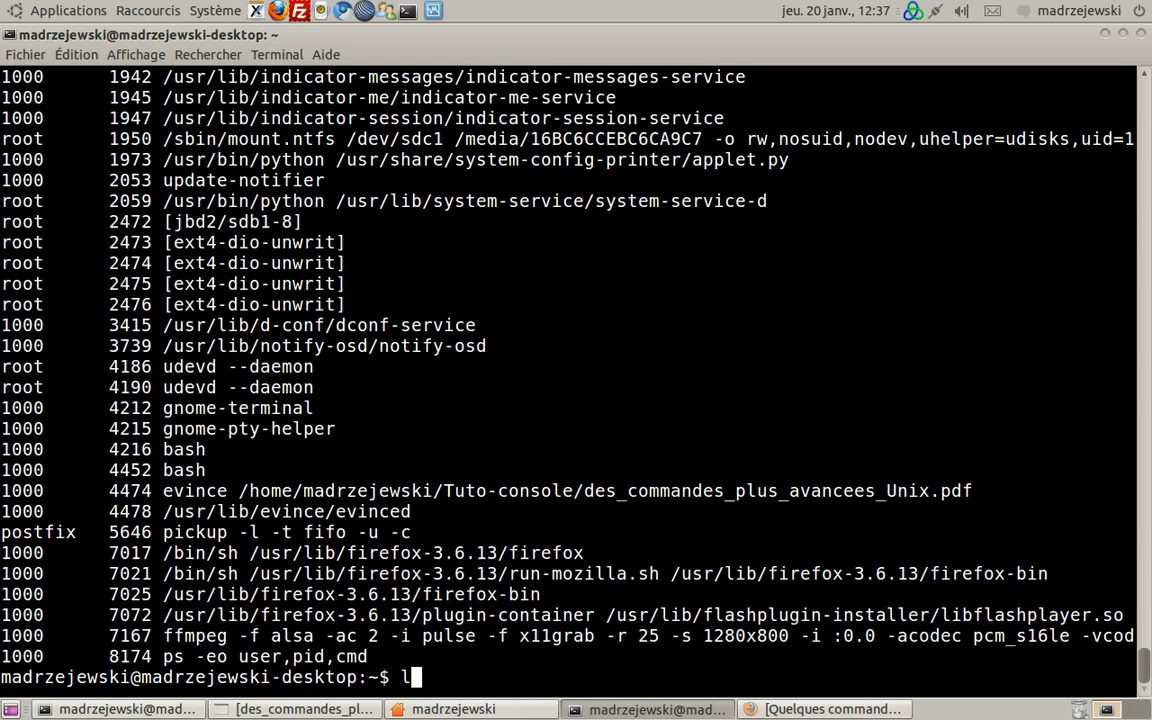 Applications Raccourcis Système jeu. 20 janv., 12:37 madrzejewski
madrzejewski@madrzejewski-desktop: ~
Fichier Édition Affichage Rechercher Terminal Aide
1000 1942 /usr/lib/indicator-messages/indicator-messages-service
1000 1945 /usr/lib/indicator-me/indicator-me-service
1000 1947 /usr/lib/indicator-session/indicator-session-service
root 1950 /sbin/mount.ntfs /dev/sdc1 /media/16BC6CCEBC6CA9C7 -o rw,nosuid,nodev,uhelper=udisks,uid=1
1000 1973 /usr/bin/python /usr/share/system-config-printer/applet.py
1000 2053 update-notifier
root 2059 /usr/bin/python /usr/lib/system-service/system-service-d
root 2472 [jbd2/sdb1-8]
root 2473 [ext4-dio-unwrit]
root 2474 [ext4-dio-unwrit]
root 2475 [ext4-dio-unwrit]
root 2476 [ext4-dio-unwrit]
1000 3415 /usr/lib/d-conf/dconf-service
1000 3739 /usr/lib/notify-osd/notify-osd
root 4186 udevd --daemon
root 4190 udevd --daemon
1000 4212 gnome-terminal
1000 4215 gnome-pty-helper
1000 4216 bash
1000 4452 bash
1000 4474 evince /home/madrzejewski/Tuto-console/des_commandes_plus_avancees_Unix.pdf
1000 4478 /usr/lib/evince/evinced
postfix 5646 pickup -l -t fifo -u -c
1000 7017 /bin/sh /usr/lib/firefox-3.6.13/firefox
1000 7021 /bin/sh /usr/lib/firefox-3.6.13/run-mozilla.sh /usr/lib/firefox-3.6.13/firefox-bin
1000 7025 /usr/lib/firefox-3.6.13/firefox-bin
1000 7072 /usr/lib/firefox-3.6.13/plugin-container /usr/lib/flashplugin-installer/libflashplayer.so
1000 7167 ffmpeg -f alsa -ac 2 -i pulse -f x11grab -r 25 -s 1280x800 -i :0.0 -acodec pcm_s16le -vcod
1000 8174 ps -eo user,pid,cmd
madrzejewski@madrzejewski-desktop:~$ l
madrzejewski@mad... [des_commandes_pl... madrzejewski madrzejewski@mad... [Quelques command...